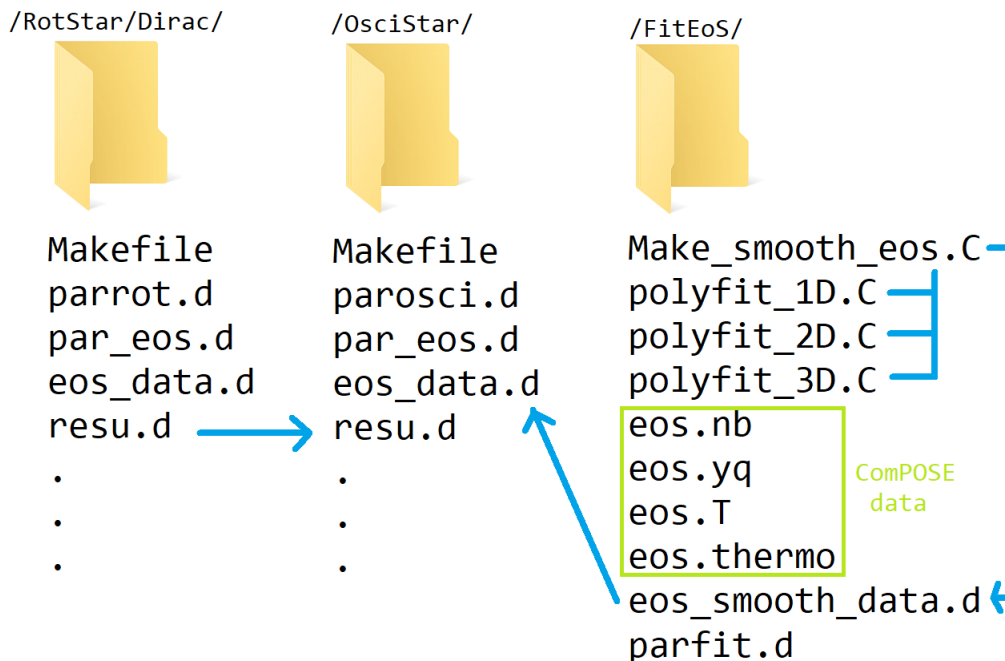 /RotStar/Dirac/
Makefile
parrot.d
par_eos.d
eos_data.d
resu.d
.
.
.
/OsciStar/
Makefile
parosci.d
par_eos.d
eos_data.d
resu.d
.
.
.
/FitEoS/
Make_smooth_eos.C
polyfit_1D.C
polyfit_2D.C
polyfit_3D.C
eos.nb
eos.yq
eos.T
eos.thermo
eos_smooth_data.d
parfit.d
ComPOSE
data